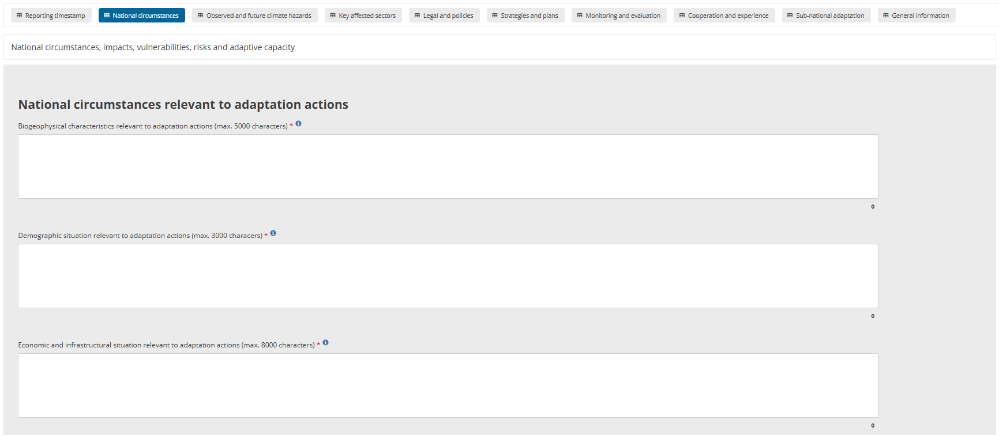 Reporting timestamp National circumstances Observed and future climate hazards Key affected sectors Legal and policies Strategies and plans Monitoring and evaluation Cooperation and experience Sub-national adaptation General information
National circumstances, impacts, vulnerabilities, risks and adaptive capacity
National circumstances relevant to adaptation actions
Biogeophysical characteristics relevant to adaptation actions (max. 5000 characters) *
0
Demographic situation relevant to adaptation actions (max. 3000 characers) *
0
Economic and infrastructural situation relevant to adaptation actions (max. 8000 characters) *
0